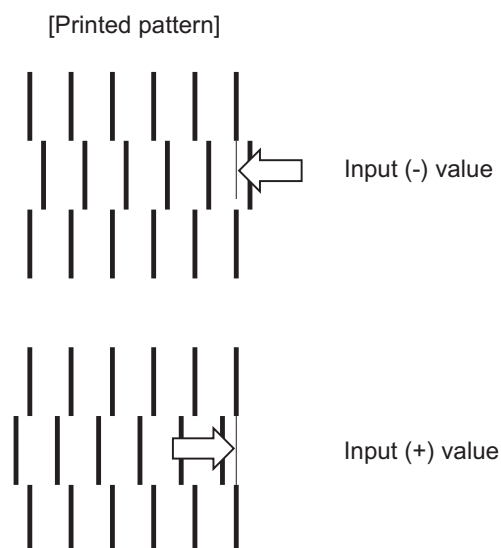 [Printed pattern]
Input (-) value
Input (+) value